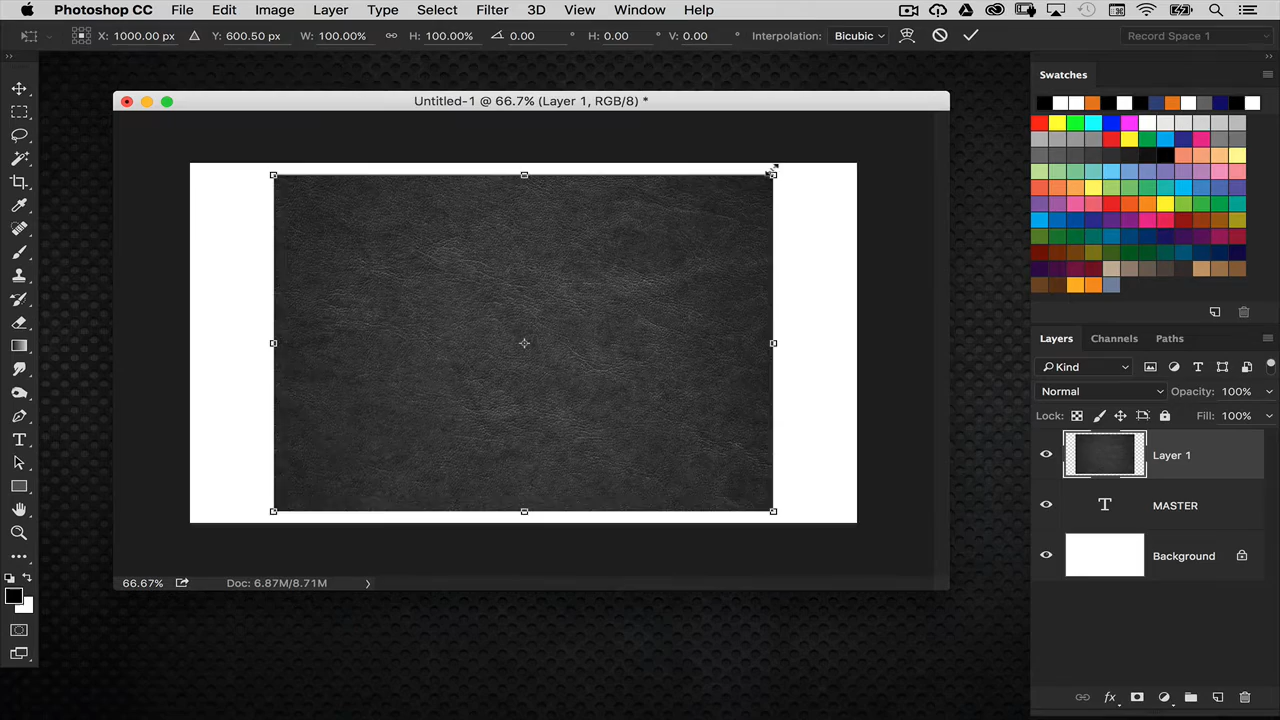 Photoshop CC File Edit Image Layer Type Select Filter 3D View Window Help
X: 1000.00 px Y: 600.50 px W: 100.00% H: 100.00% 0.00 ° H: 0.00 ° V: 0.00 ° Interpolation: Bicubic Record Space 1
Swatches
Untitled-1 @ 66.7% (Layer 1, RGB/8) *
Layers Channels Paths
Kind
Normal Opacity: 100%
Lock: Fill: 100%
Layer 1
T MASTER
Background
66.67% Doc: 6.87M/8.71M
fx